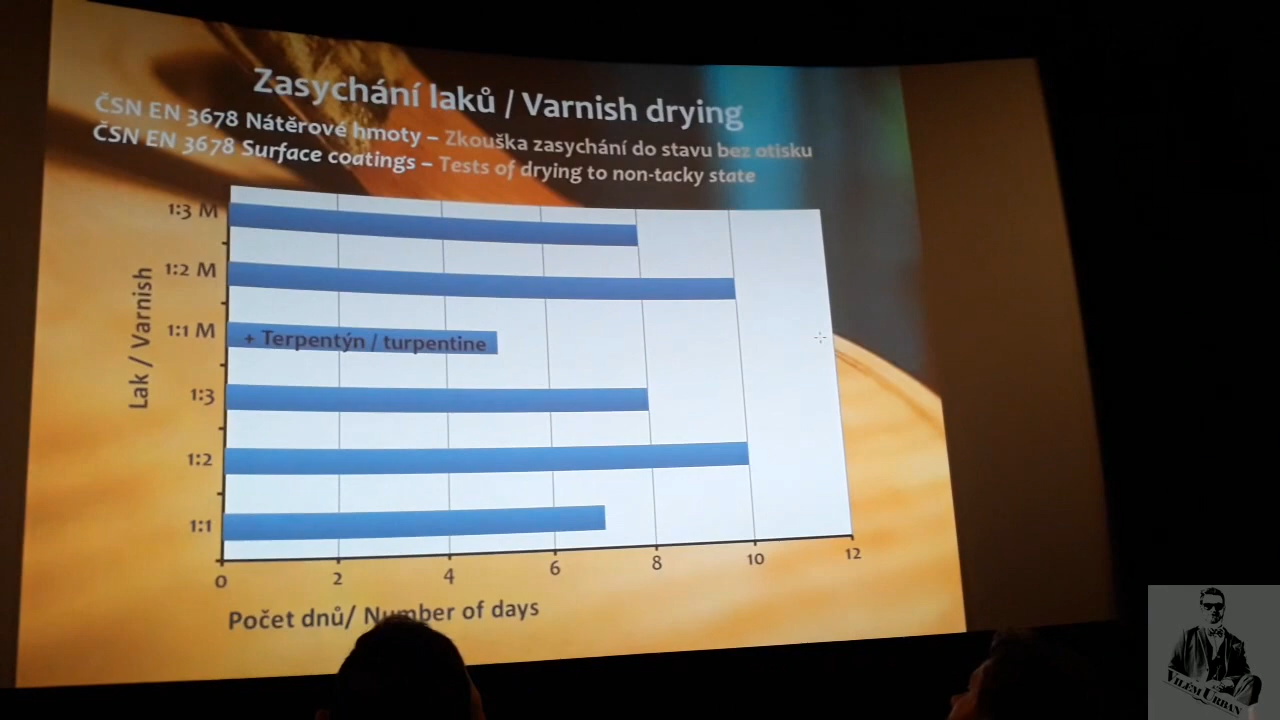 Zasychání laků / Varnish drying
ČSN EN 3678 Nátěrové hmoty – Zkouška zasychání do stavu bez otisku
ČSN EN 3678 Surface coatings – Tests of drying to non-tacky state
Lak / Varnish
1:3 M
1:2 M
1:1 M
+ Terpentýn / turpentine
1:3
1:2
1:1
0 2 4 6 8 10 12
Počet dnů/ Number of days
VILÉM URBAN